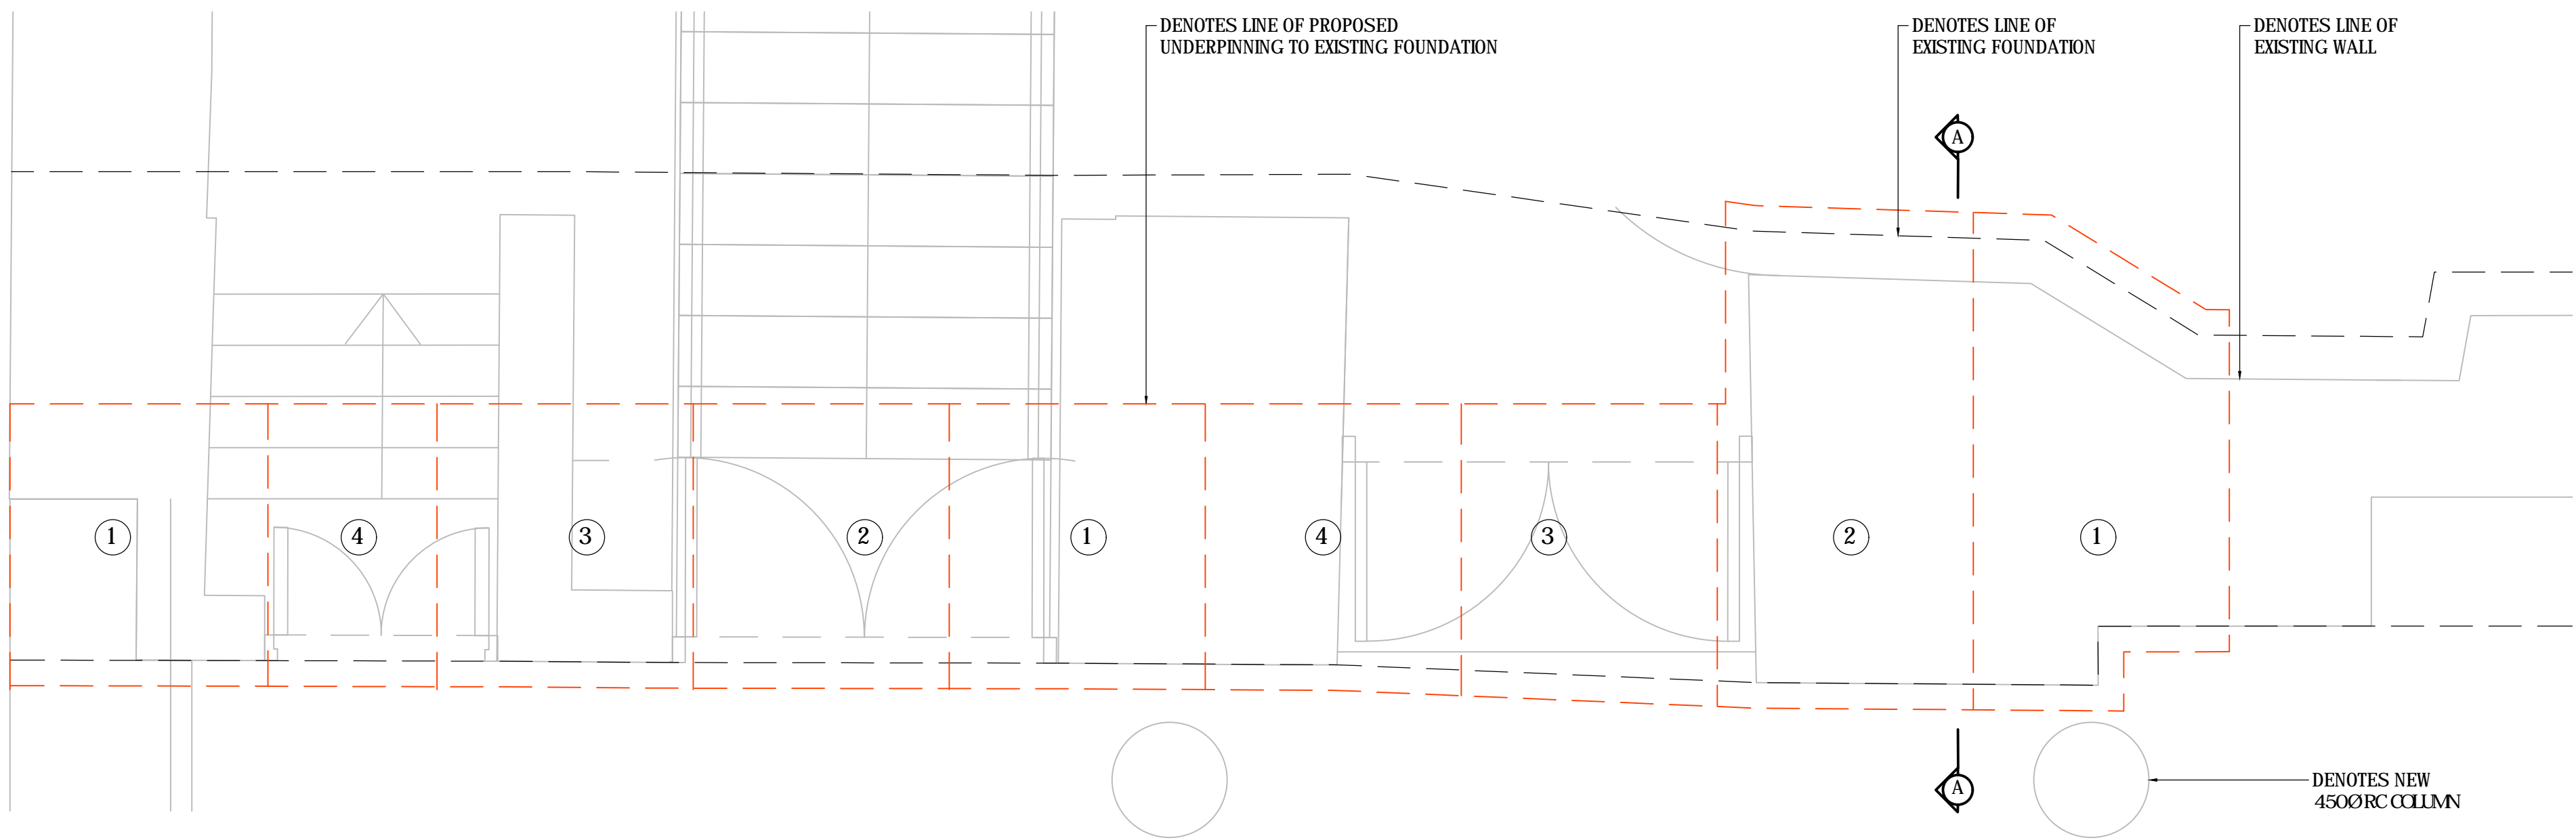 DENOTES LINE OF PROPOSED
UNDERPINNING TO EXISTING FOUNDATION
DENOTES LINE OF
EXISTING FOUNDATION
DENOTES LINE OF
EXISTING WALL
A
1
4
3
2
1
4
3
2
1
A
DENOTES NEW
450Ø RC COLUMN